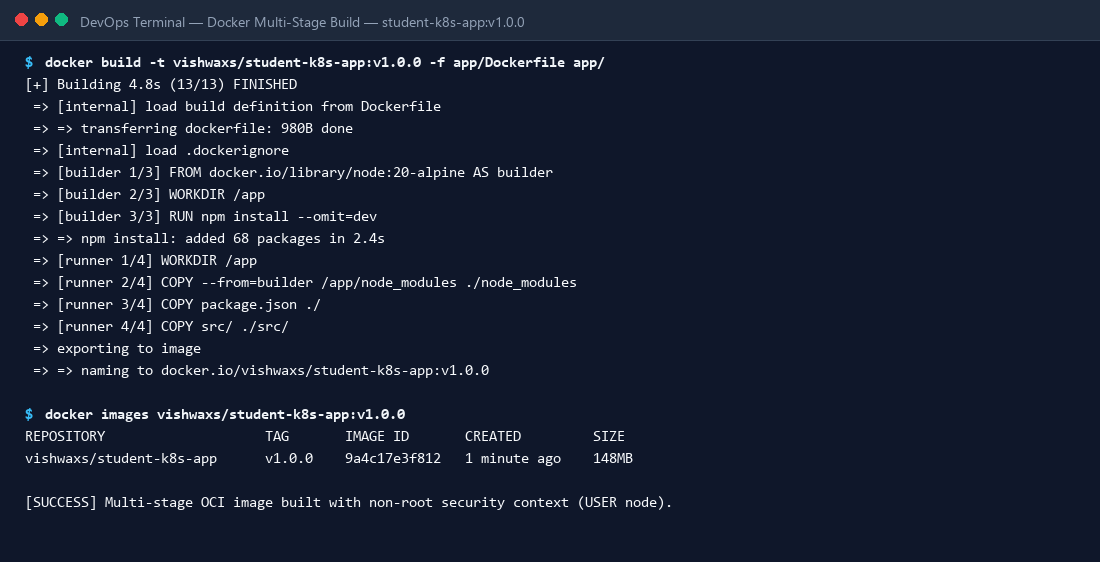 DevOps Terminal — Docker Multi-Stage Build — student-k8s-app:v1.0.0
$ docker build -t vishwaxs/student-k8s-app:v1.0.0 -f app/Dockerfile app/
[+] Building 4.8s (13/13) FINISHED
=> [internal] load build definition from Dockerfile
=> => transferring dockerfile: 980B done
=> [internal] load .dockerignore
=> [builder 1/3] FROM docker.io/library/node:20-alpine AS builder
=> [builder 2/3] WORKDIR /app
=> [builder 3/3] RUN npm install --omit=dev
=> => npm install: added 68 packages in 2.4s
=> [runner 1/4] WORKDIR /app
=> [runner 2/4] COPY --from=builder /app/node_modules ./node_modules
=> [runner 3/4] COPY package.json ./
=> [runner 4/4] COPY src/ ./src/
=> exporting to image
=> => naming to docker.io/vishwaxs/student-k8s-app:v1.0.0
$ docker images vishwaxs/student-k8s-app:v1.0.0
REPOSITORY TAG IMAGE ID CREATED SIZE
vishwaxs/student-k8s-app v1.0.0 9a4c17e3f812 1 minute ago 148MB
[SUCCESS] Multi-stage OCI image built with non-root security context (USER node).